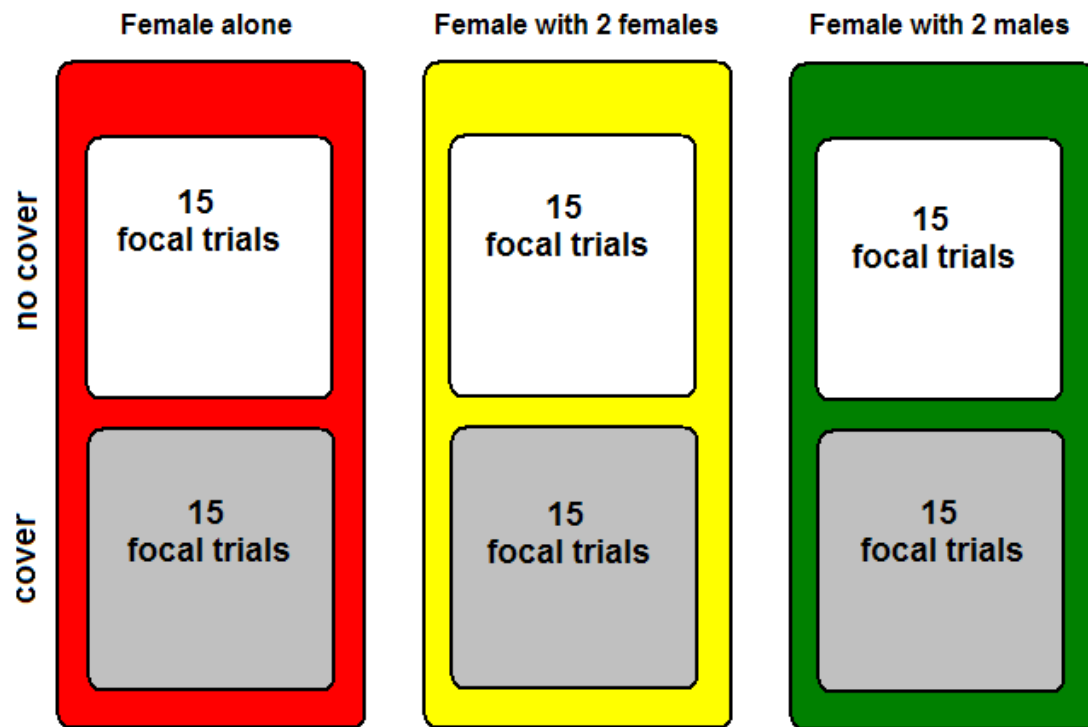 Female alone
Female with 2 females
Female with 2 males
no cover
15
focal trials
15
focal trials
15
focal trials
cover
15
focal trials
15
focal trials
15
focal trials